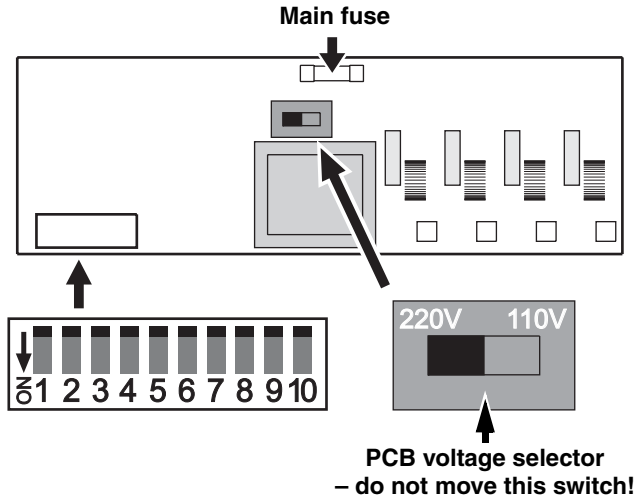 Main fuse
220V 110V
ON
1 2 3 4 5 6 7 8 9 10
PCB voltage selector
– do not move this switch!